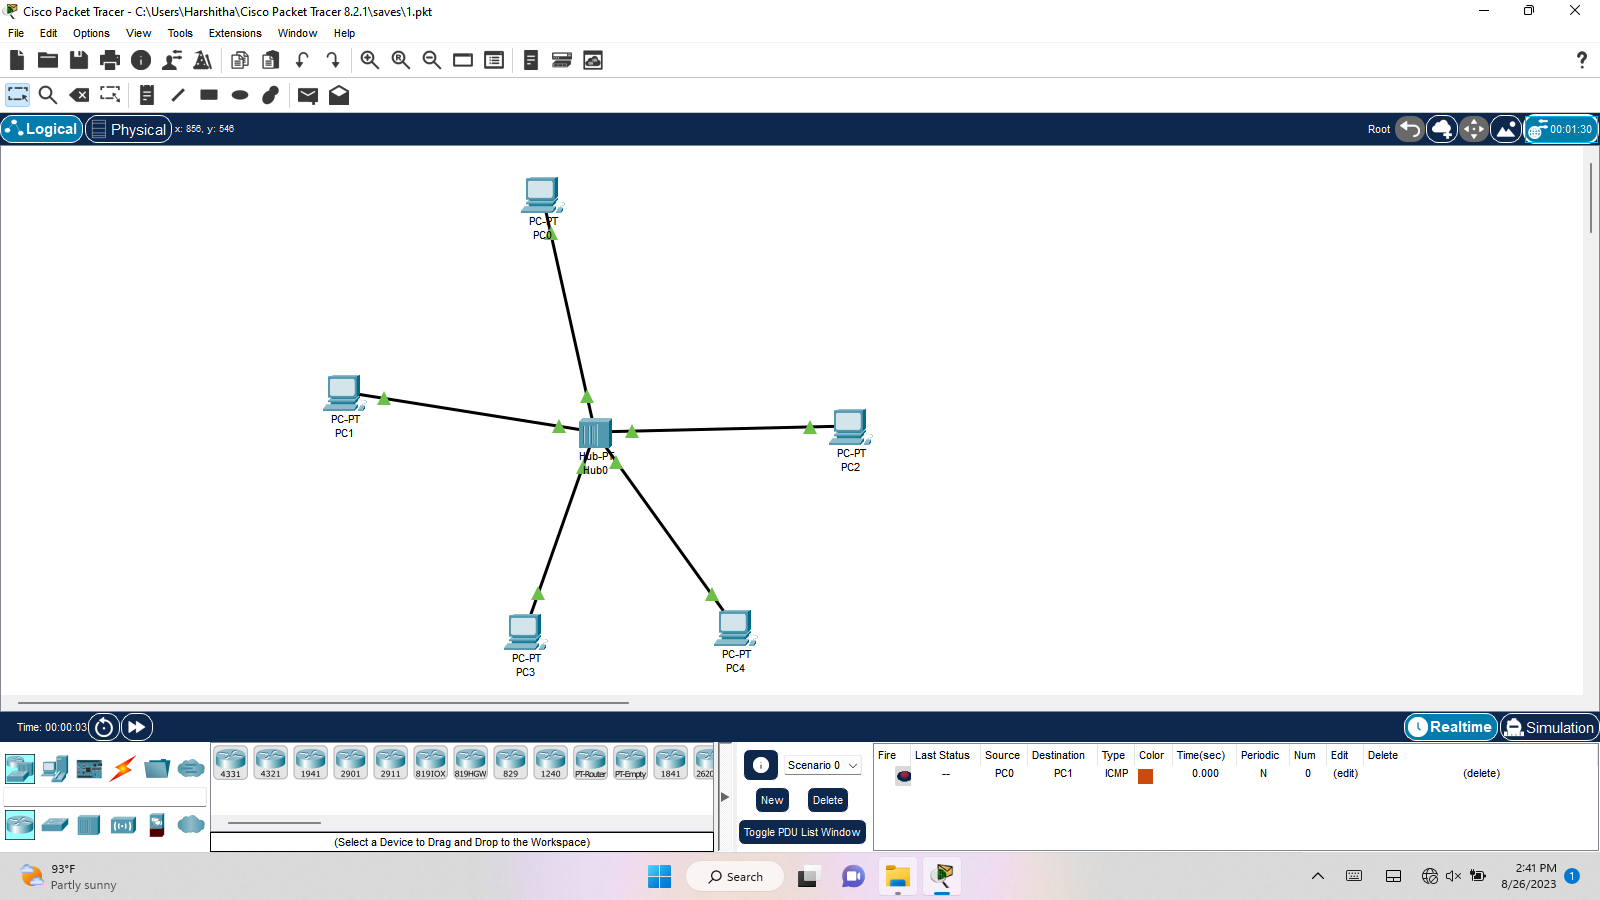 Cisco Packet Tracer - C:\Users\Harshitha\Cisco Packet Tracer 8.2.1\saves\1.pkt
File Edit Options View Tools Extensions Window Help
Logical Physical x: 856, y: 546 Root 00:01:30
PC-PT
PC0
PC-PT
PC1
PC-PT
PC2
Hub-PT
Hub0
PC-PT
PC3
PC-PT
PC4
Time: 00:00:03 Realtime Simulation
4331 4321 1941 2901 2911 819IOX 819HGW 829 1240 PT-Router PT-Empty 1841 2620
(Select a Device to Drag and Drop to the Workspace)
Scenario 0
New Delete
Toggle PDU List Window
Fire Last Status Source Destination Type Color Time(sec) Periodic Num Edit Delete
-- PC0 PC1 ICMP 0.000 N 0 (edit) (delete)
93°F
Partly sunny
Search
2:41 PM
8/26/2023
1